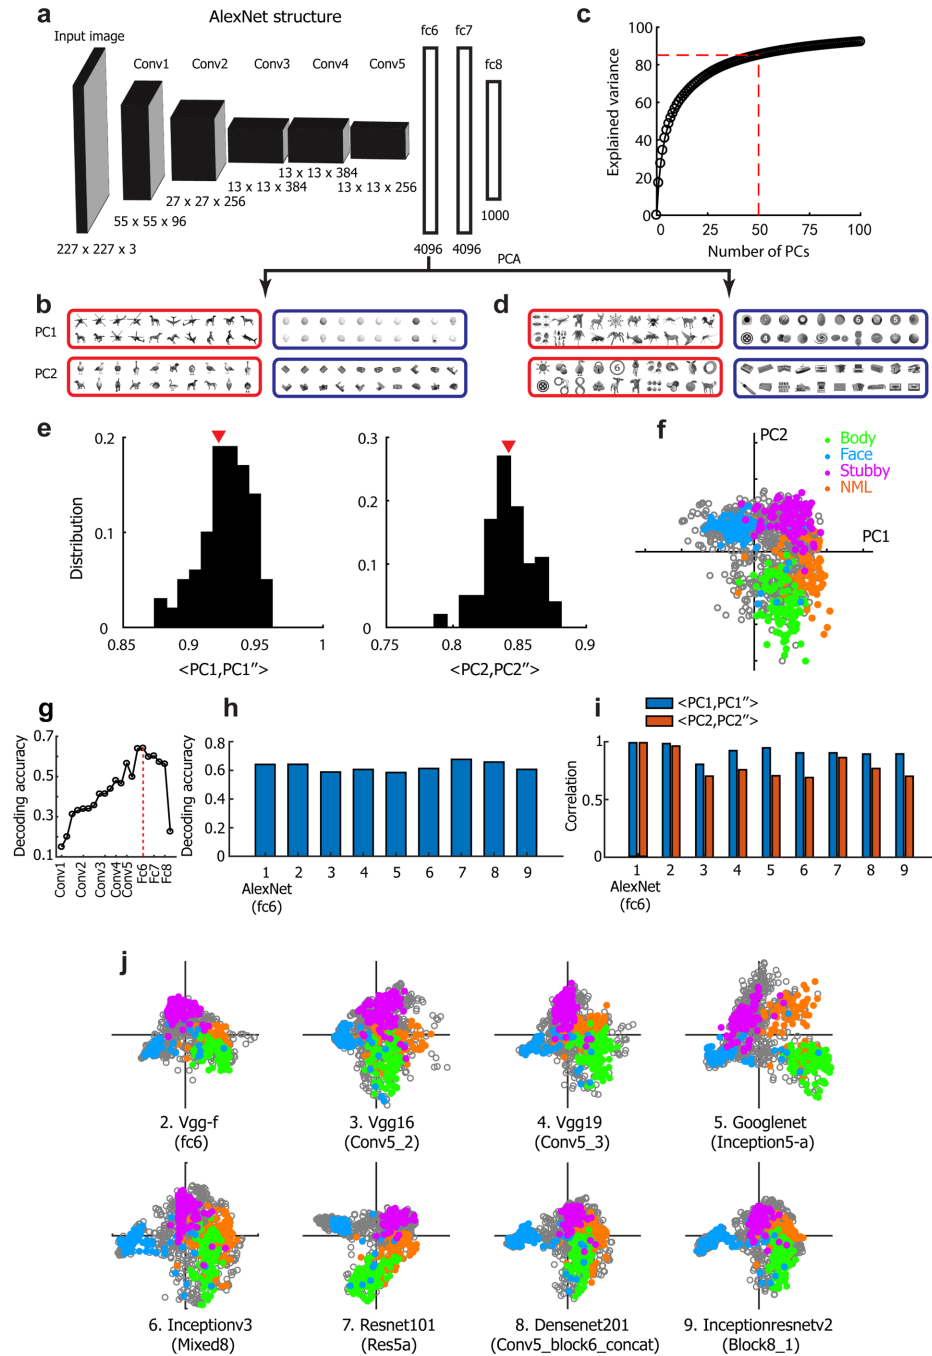 a
AlexNet structure
Input image
Conv1
Conv2
Conv3
Conv4
Conv5
fc6
fc7
fc8
227 x 227 x 3
55 x 55 x 96
27 x 27 x 256
13 x 13 x 384
13 x 13 x 384
13 x 13 x 256
4096
4096
1000
PCA
c
Explained variance
100
80
60
40
20
0
0
25
50
75
100
Number of PCs
b
PC1
PC2
d
e
Distribution
0.2
0.1
0
0.85
0.9
0.95
1
<PC1,PC1″>
0.3
0.2
0.1
0
0.75
0.8
0.85
0.9
<PC2,PC2″>
f
PC2
PC1
Body
Face
Stubby
NML
g
Decoding accuracy
0.7
0.5
0.3
0.1
Conv1
Conv2
Conv3
Conv4
Conv5
Fc6
Fc7
Fc8
h
Decoding accuracy
0.8
0.6
0.4
0.2
0
1 2 3 4 5 6 7 8 9
AlexNet
(fc6)
i
<PC1,PC1″>
<PC2,PC2″>
Correlation
1
0.5
0
1 2 3 4 5 6 7 8 9
AlexNet
(fc6)
j
2. Vgg-f
(fc6)
3. Vgg16
(Conv5_2)
4. Vgg19
(Conv5_3)
5. Googlenet
(Inception5-a)
6. Inceptionv3
(Mixed8)
7. Resnet101
(Res5a)
8. Densenet201
(Conv5_block6_concat)
9. Inceptionresnetv2
(Block8_1)